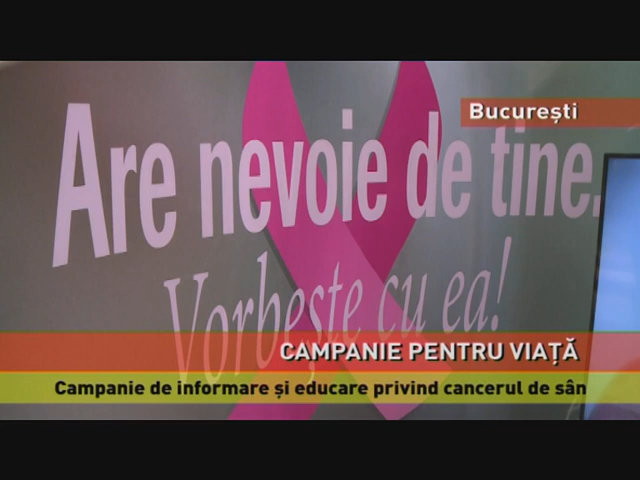 București
Are nevoie de tine.
Vorbește cu ea!
CAMPANIE PENTRU VIAȚĂ
Campanie de informare și educare privind cancerul de sân